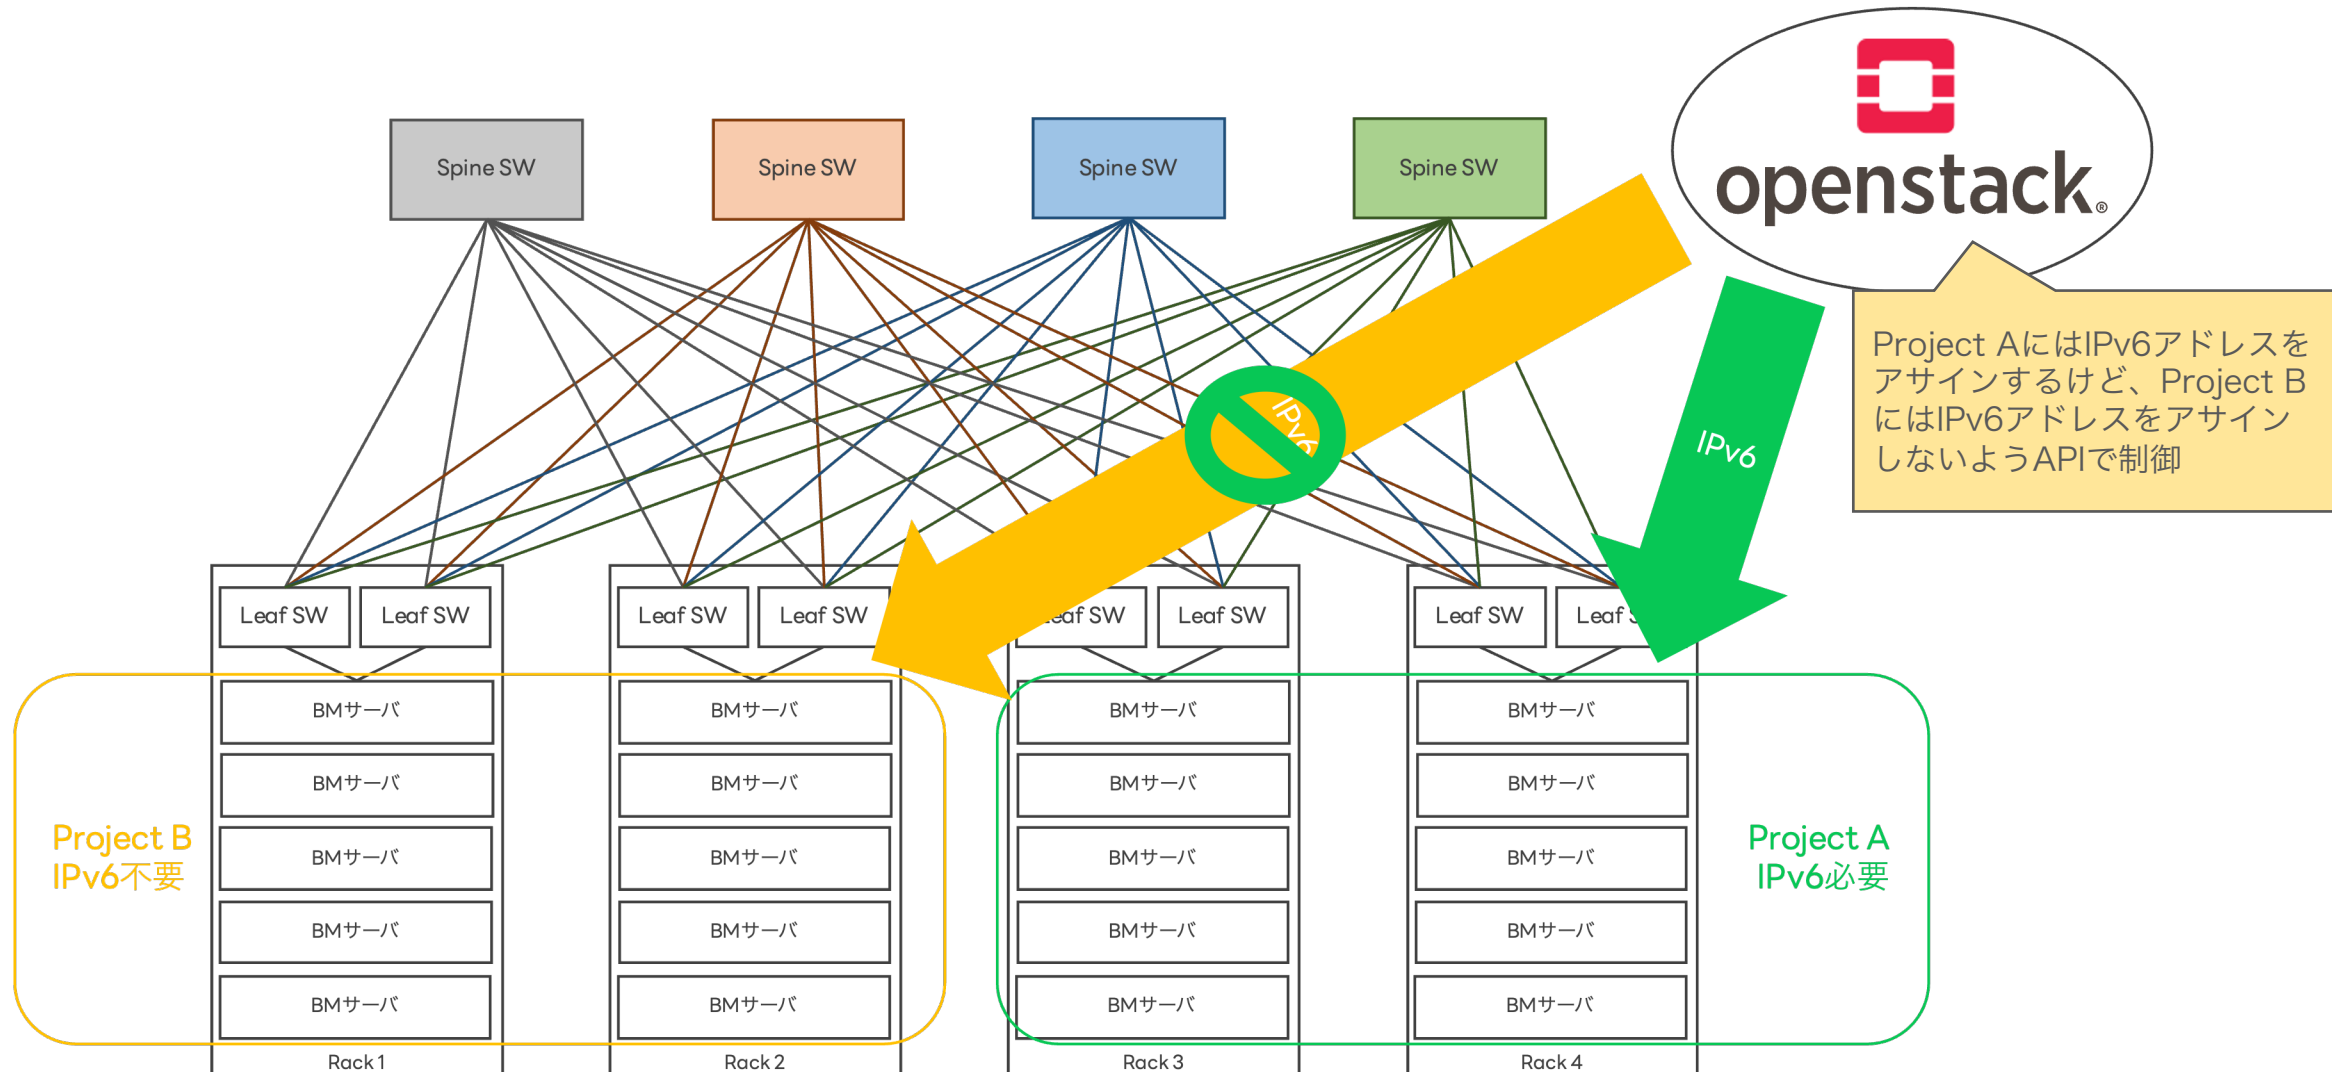 Spine SW
Spine SW
Spine SW
Spine SW
openstack®
Project AにはIPv6アドレスを
アサインするけど、Project B
にはIPv6アドレスをアサイン
しないようAPIで制御
IPv6
IPv6
Leaf SW
Leaf SW
Leaf SW
Leaf SW
Leaf SW
Leaf SW
Leaf SW
Leaf S
BMサーバ
BMサーバ
BMサーバ
BMサーバ
BMサーバ
BMサーバ
BMサーバ
BMサーバ
Project B
IPv6不要
BMサーバ
BMサーバ
BMサーバ
BMサーバ
Project A
IPv6必要
BMサーバ
BMサーバ
BMサーバ
BMサーバ
BMサーバ
BMサーバ
BMサーバ
BMサーバ
Rack 1
Rack 2
Rack 3
Rack 4